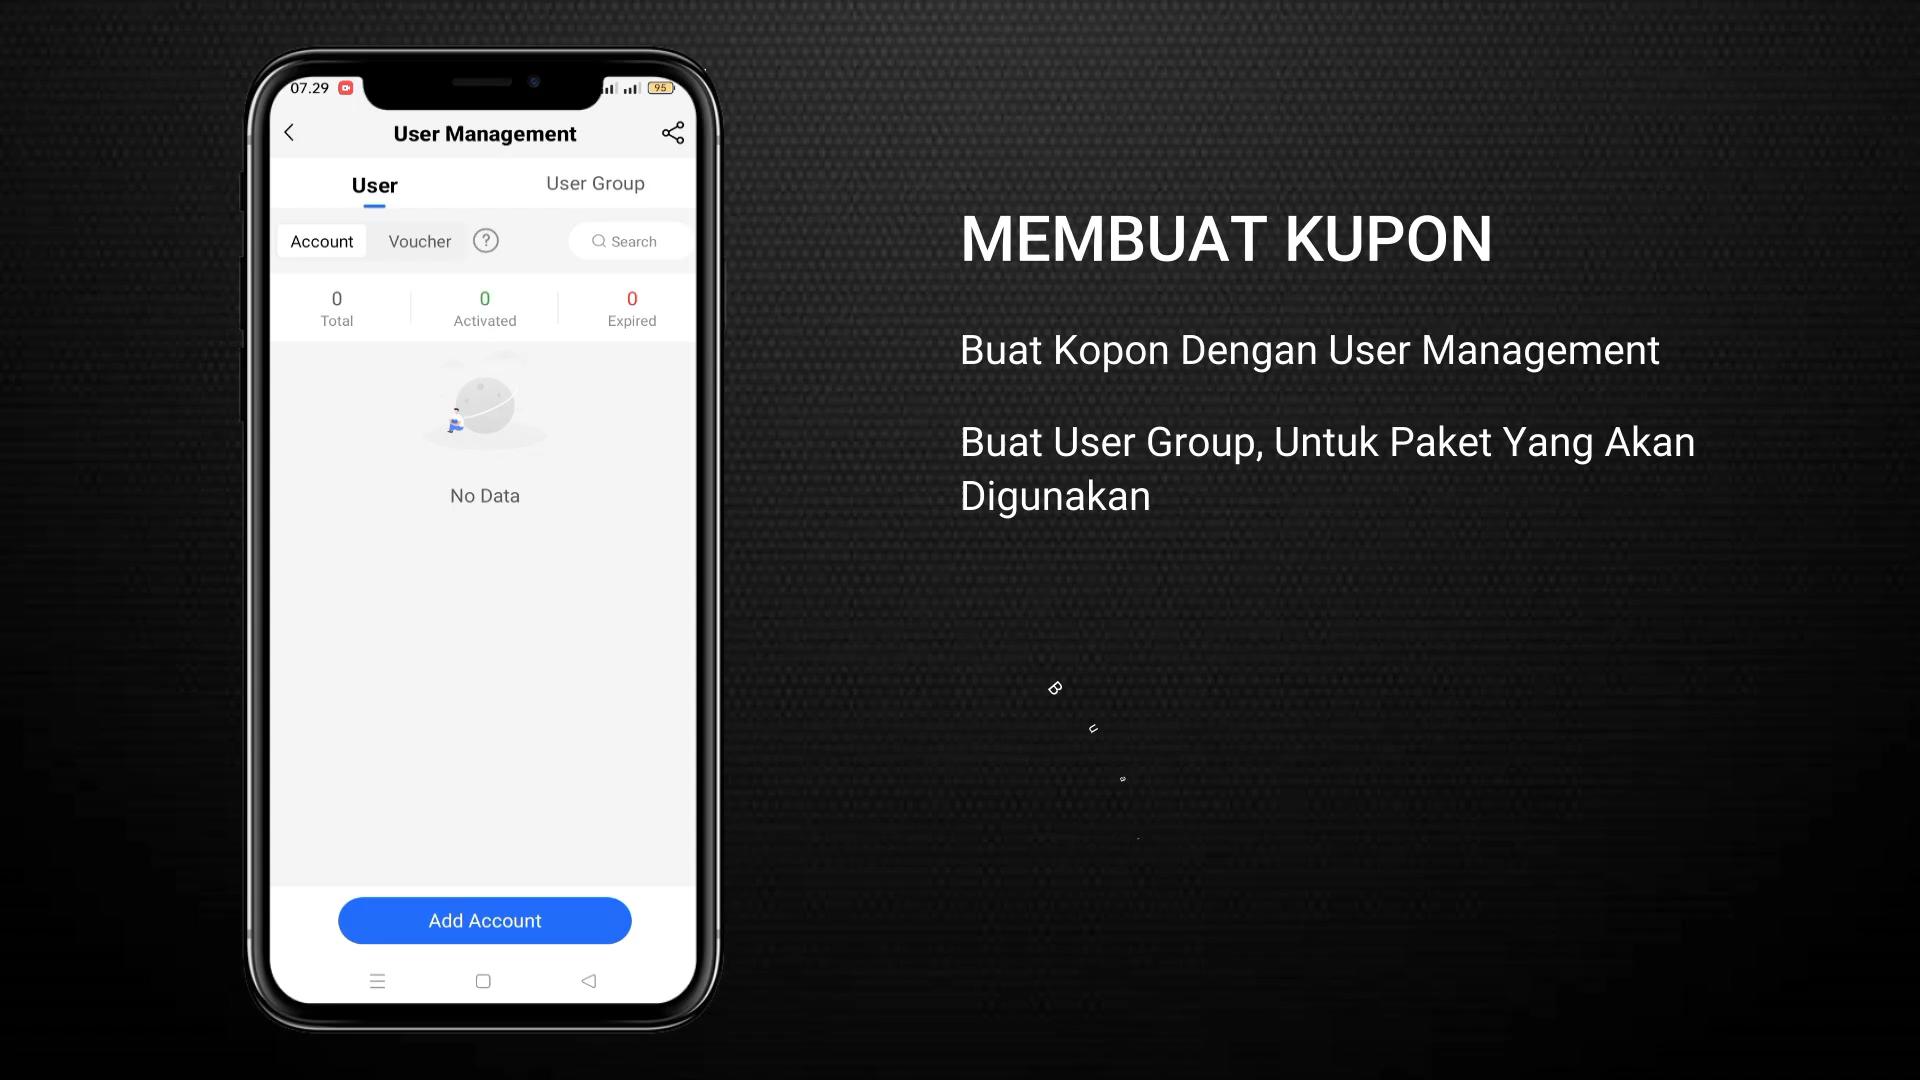 07.29
95
User Management
User
User Group
Account
Voucher
?
Search
0
0
0
Total
Activated
Expired
No Data
Add Account
MEMBUAT KUPON
Buat Kopon Dengan User Management
Buat User Group, Untuk Paket Yang Akan
Digunakan
B
u
a